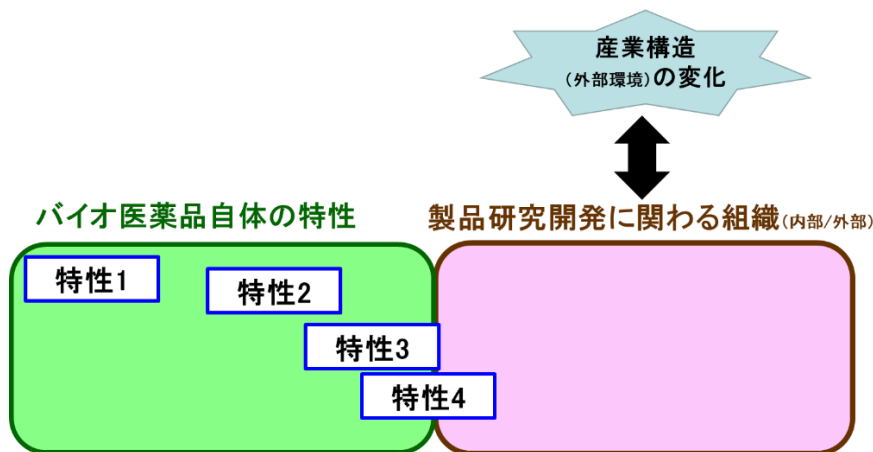 産業構造
(外部環境)の変化
バイオ医薬品自体の特性
製品研究開発に関わる組織(内部/外部)
特性1
特性2
特性3
特性4